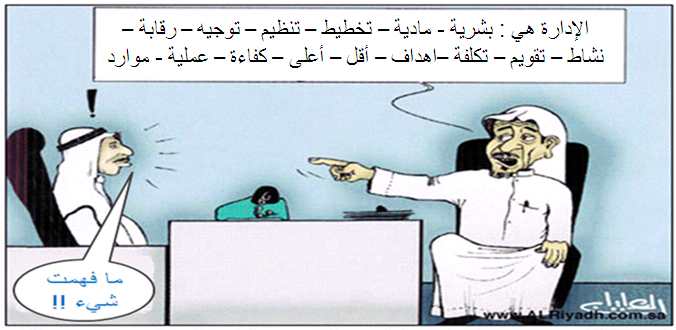 الإدارة هي : بشرية - مادية – تخطيط – تنظيم – توجيه – رقابة –
نشاط – تقويم – تكلفة –اهداف – أقل – أعلى – كفاءة – عملية - موارد
!
ما فهمت
شيء !!
www.ALRiyadh.com.sa